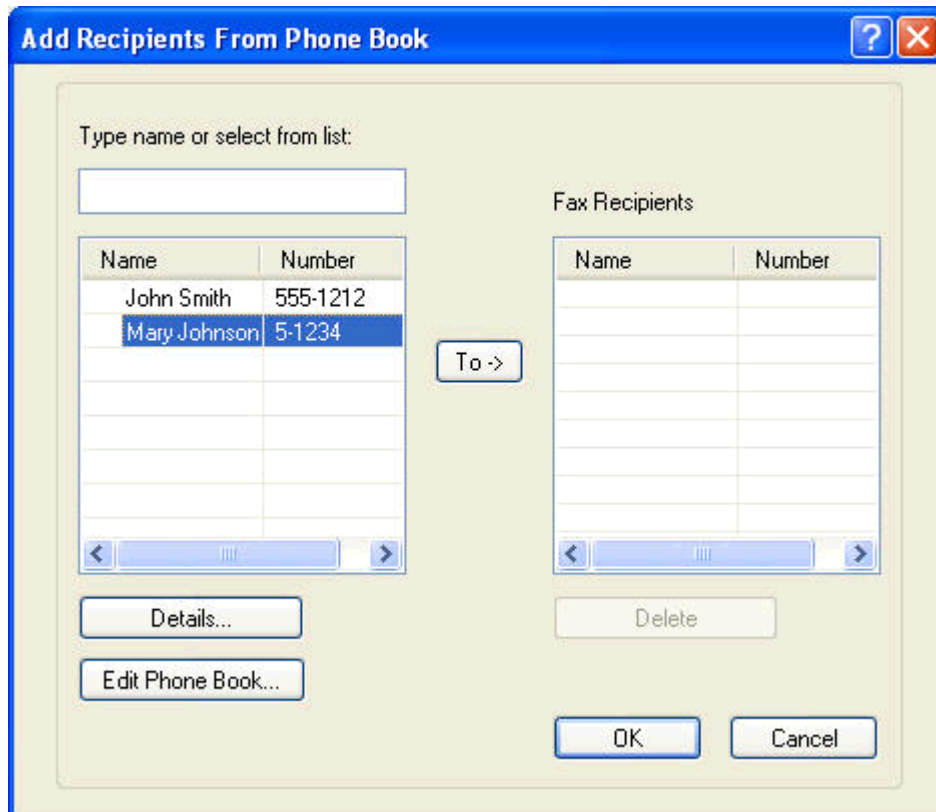 Add Recipients From Phone Book
Type name or select from list:
Name Number
John Smith 555-1212
Mary Johnson 5-1234
Details...
Edit Phone Book...
To ->
Fax Recipients
Name Number
Delete
OK Cancel